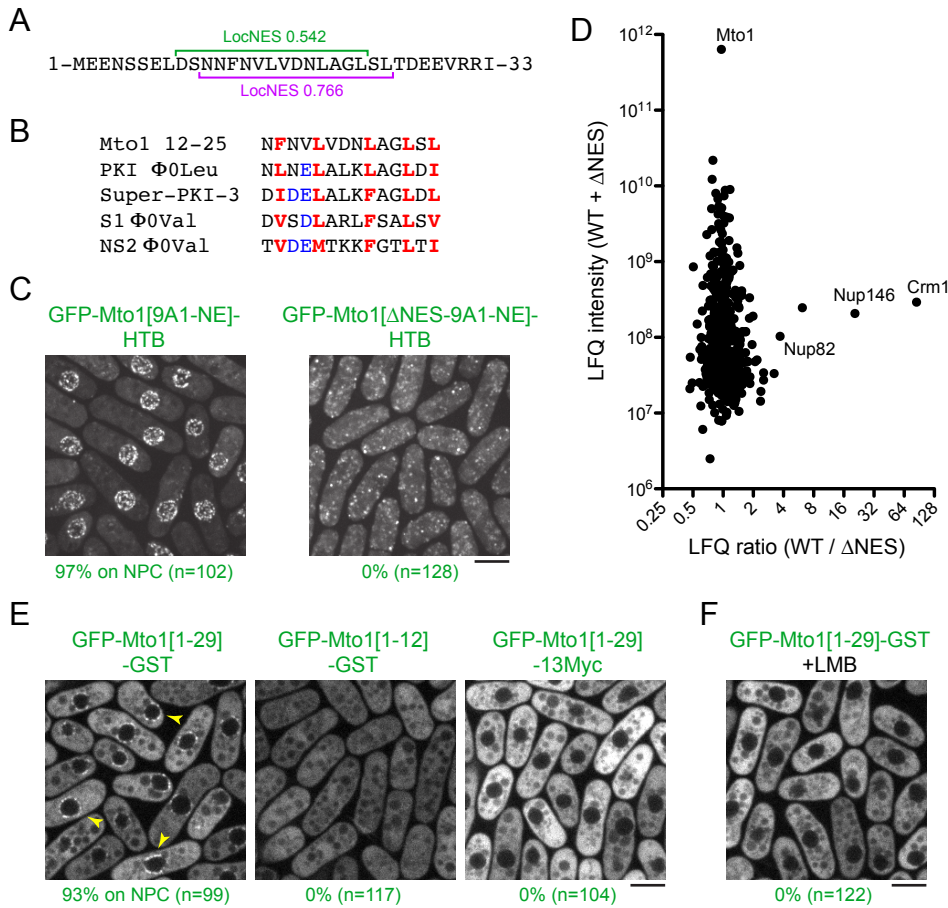 A
LocNES 0.542
1-MEENSSELDSNNFNVLVDNLAGLSLTDEEVRRI-33
LocNES 0.766
B
Mto1 12-25 NFNVLVDNLAGLSL
PKI Φ0Leu NLNELALKLAGLDI
Super-PKI-3 DIDELALKFAGLDL
S1 Φ0Val DVSDLARLFSALSV
NS2 Φ0Val TVDEMTKKFGTLTI
C
GFP-Mto1[9A1-NE]-
HTB
97% on NPC (n=102)
GFP-Mto1[ΔNES-9A1-NE]-
HTB
0% (n=128)
D
LFQ intensity (WT + ΔNES)
10¹²
10¹¹
10¹⁰
10⁹
10⁸
10⁷
10⁶
Mto1
Nup146
Crm1
Nup82
0.25 0.5 1 2 4 8 16 32 64 128
LFQ ratio (WT / ΔNES)
E
GFP-Mto1[1-29]
-GST
93% on NPC (n=99)
GFP-Mto1[1-12]
-GST
0% (n=117)
GFP-Mto1[1-29]
-13Myc
0% (n=104)
F
GFP-Mto1[1-29]-GST
+LMB
0% (n=122)